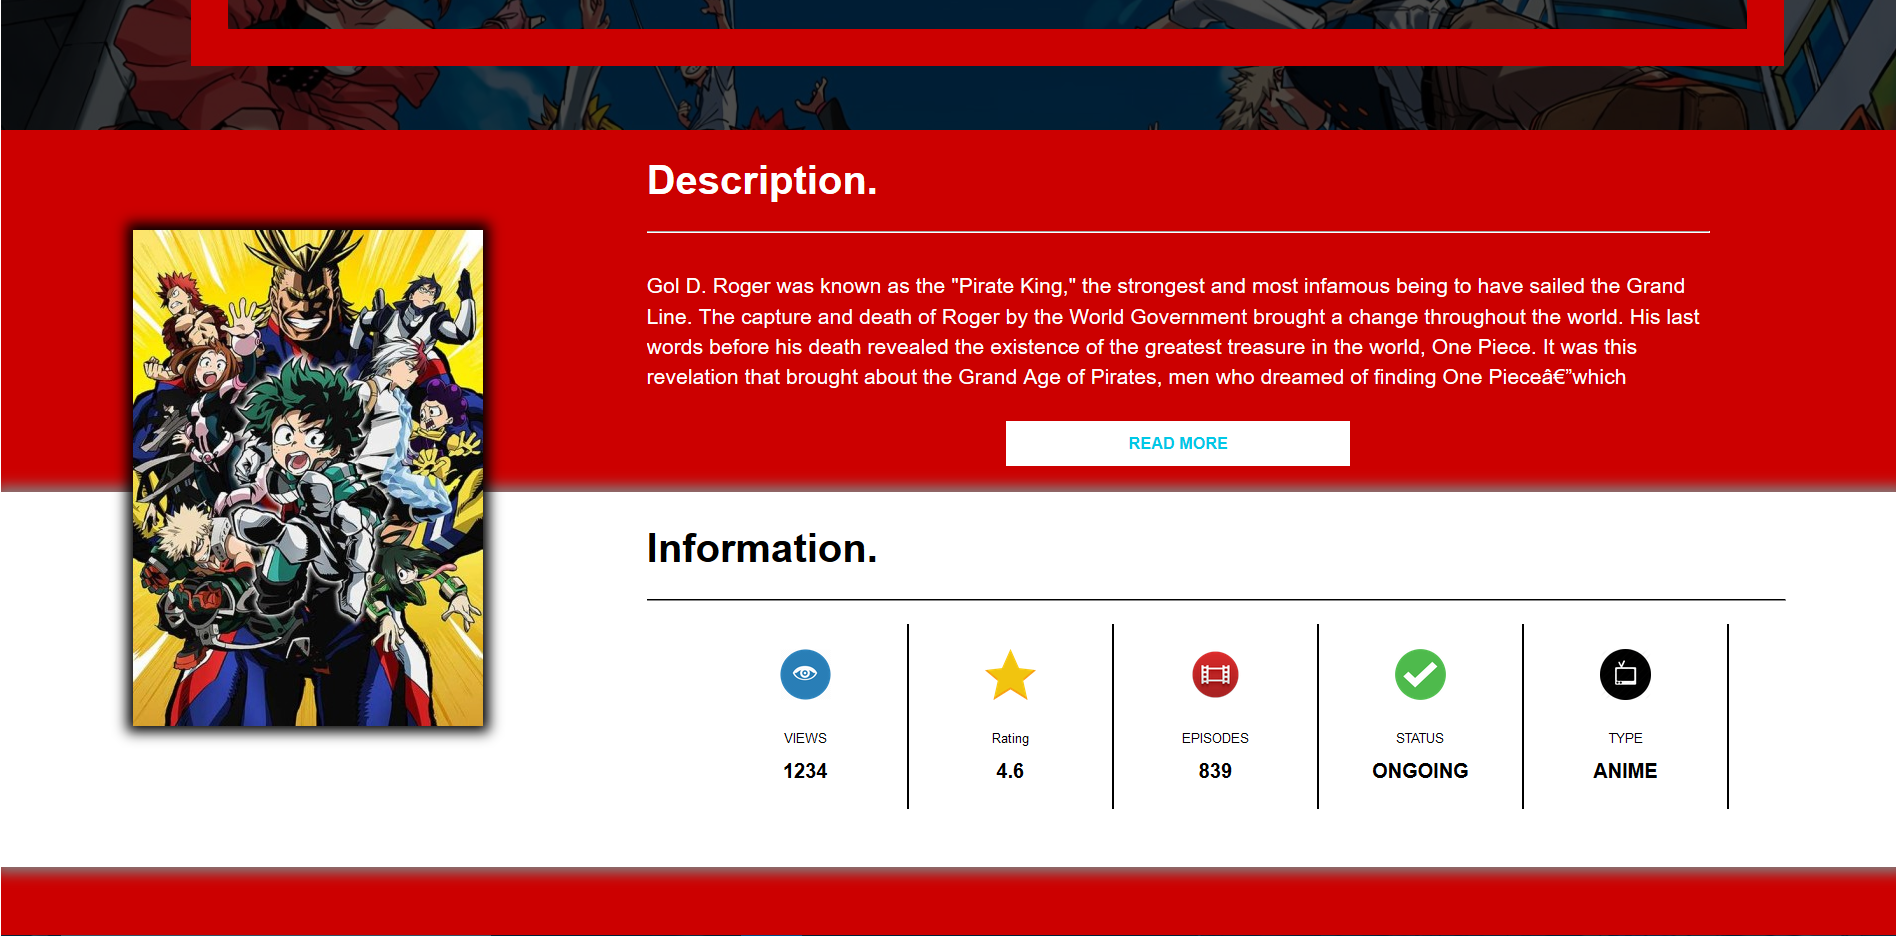 Description.
Gol D. Roger was known as the "Pirate King," the strongest and most infamous being to have sailed the Grand
Line. The capture and death of Roger by the World Government brought a change throughout the world. His last
words before his death revealed the existence of the greatest treasure in the world, One Piece. It was this
revelation that brought about the Grand Age of Pirates, men who dreamed of finding One Pieceâ€”which
READ MORE
Information.
VIEWS
1234
Rating
4.6
EPISODES
839
STATUS
ONGOING
TYPE
ANIME